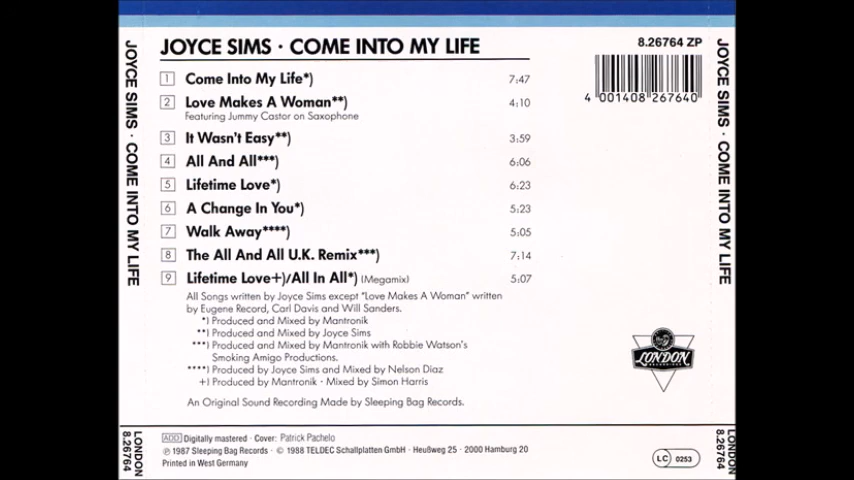 JOYCE SIMS · COME INTO MY LIFE
JOYCE SIMS · COME INTO MY LIFE
8.26764 ZP
1 Come Into My Life*) 7:47
2 Love Makes A Woman**) 4:10
Featuring Jummy Castor on Saxophone
3 It Wasn't Easy**) 3:59
4 All And All***) 6:06
5 Lifetime Love*) 6:23
6 A Change In You*) 5:23
7 Walk Away****) 5:05
8 The All And All U.K. Remix***) 7:14
9 Lifetime Love+)/All In All*) (Megamix) 5:07
4 001408 267640
JOYCE SIMS · COME INTO MY LIFE
All Songs written by Joyce Sims except "Love Makes A Woman" written
by Eugene Record, Carl Davis and Will Sanders.
*) Produced and Mixed by Mantronik
**) Produced and Mixed by Joyce Sims
***) Produced and Mixed by Mantronik with Robbie Watson's
Smoking Amigo Productions.
****) Produced by Joyce Sims and Mixed by Nelson Diaz
+) Produced by Mantronik - Mixed by Simon Harris
An Original Sound Recording Made by Sleeping Bag Records.
LONDON
RECORDINGS
LONDON
8.26764
ADD Digitally mastered · Cover: Patrick Pachelo
℗ 1987 Sleeping Bag Records · © 1988 TELDEC Schallplatten GmbH · Heußweg 25 · 2000 Hamburg 20
Printed in West Germany
LC 0253
LONDON
8.26764